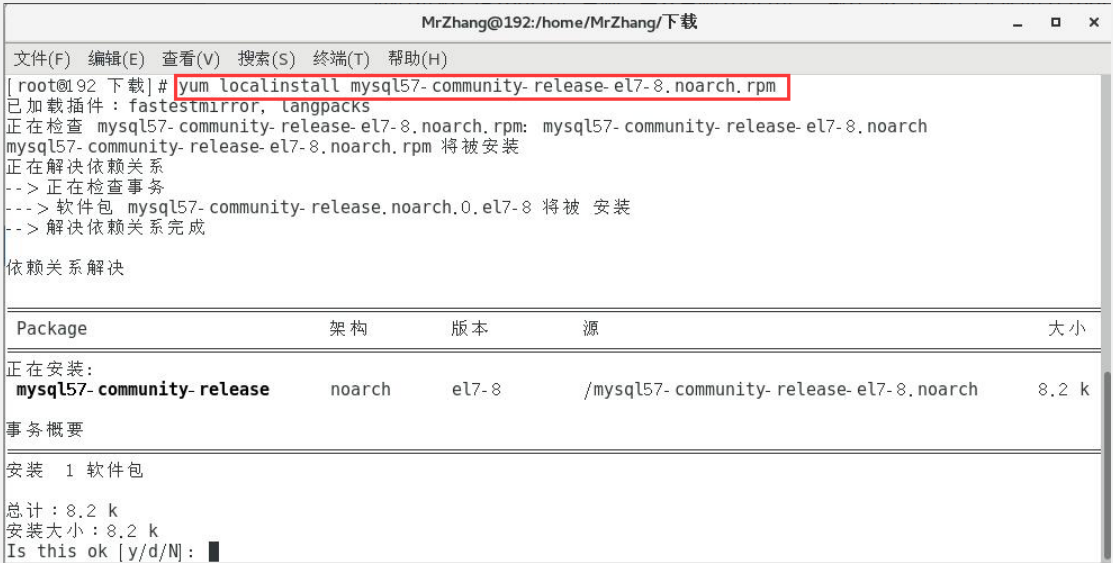 MrZhang@192:/home/MrZhang/下载
文件(F) 编辑(E) 查看(V) 搜索(S) 终端(T) 帮助(H)
[root@192 下载]# yum localinstall mysql57-community-release-el7-8.noarch.rpm
已加载插件：fastestmirror, langpacks
正在检查 mysql57-community-release-el7-8.noarch.rpm: mysql57-community-release-el7-8.noarch
mysql57-community-release-el7-8.noarch.rpm 将被安装
正在解决依赖关系
--> 正在检查事务
---> 软件包 mysql57-community-release.noarch.0.el7-8 将被 安装
--> 解决依赖关系完成
依赖关系解决
Package 架构 版本 源 大小
正在安装:
mysql57-community-release noarch el7-8 /mysql57-community-release-el7-8.noarch 8.2 k
事务概要
安装 1 软件包
总计：8.2 k
安装大小：8.2 k
Is this ok [y/d/N]: